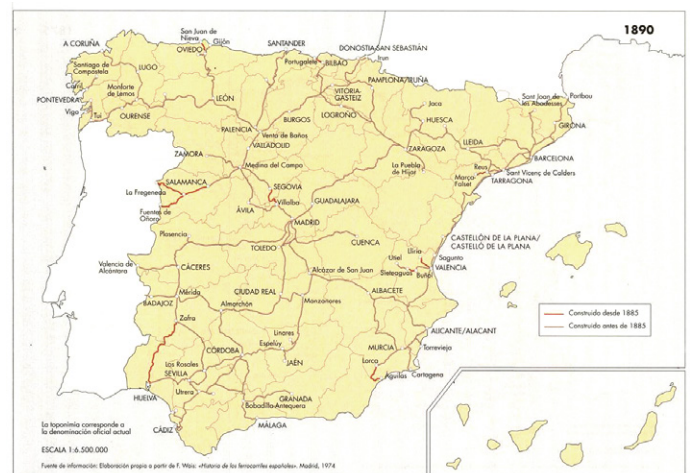 1890
San Juan de
Nieva
Gijón
A CORUÑA
OVIEDO
SANTANDER
DONOSTIA/SAN SEBASTIÁN
Irun
Santiago de
Compostela
LUGO
Portugalete
BILBAO
PAMPLONA/IRUÑA
Carril
Monforte
de Lemos
VITORIA-
GASTEIZ
PONTEVEDRA
LEÓN
Jaca
Sant Joan de
les Abadesses
Portbou
Vigo
Tui
OURENSE
BURGOS
LOGROÑO
HUESCA
GIRONA
PALENCIA
Venta de Baños
VALLADOLID
ZARAGOZA
LLEIDA
ZAMORA
Medina del Campo
La Puebla
de Híjar
Reus
BARCELONA
Marçà-
Falset
Sant Vicenç de Calders
TARRAGONA
SALAMANCA
SEGOVIA
La Fregeneda
Villalba
GUADALAJARA
Fuentes de
Oñoro
ÁVILA
MADRID
Plasencia
TOLEDO
CUENCA
CASTELLÓN DE LA PLANA/
CASTELLÓ DE LA PLANA
Llíria
Utiel
Sagunto
Valencia de
Alcántara
CÁCERES
Alcázar de San Juan
Sieteaguas
Buñol
VALENCIA
Mérida
CIUDAD REAL
ALBACETE
BADAJOZ
Almorchón
Manzanares
Construido desde 1885
Construido antes de 1885
Zafra
Linares
Espelúy
ALICANTE/ALACANT
CÓRDOBA
MURCIA
Torrevieja
Los Rosales
JAÉN
Lorca
SEVILLA
Águilas
Cartagena
HUELVA
Utrera
GRANADA
Bobadilla-Antequera
La toponimia corresponde a
la denominación oficial actual
CÁDIZ
MÁLAGA
ESCALA 1:6.500.000
Fuente de información: Elaboración propia a partir de F. Wais: «Historia de los ferrocarriles españoles». Madrid, 1974